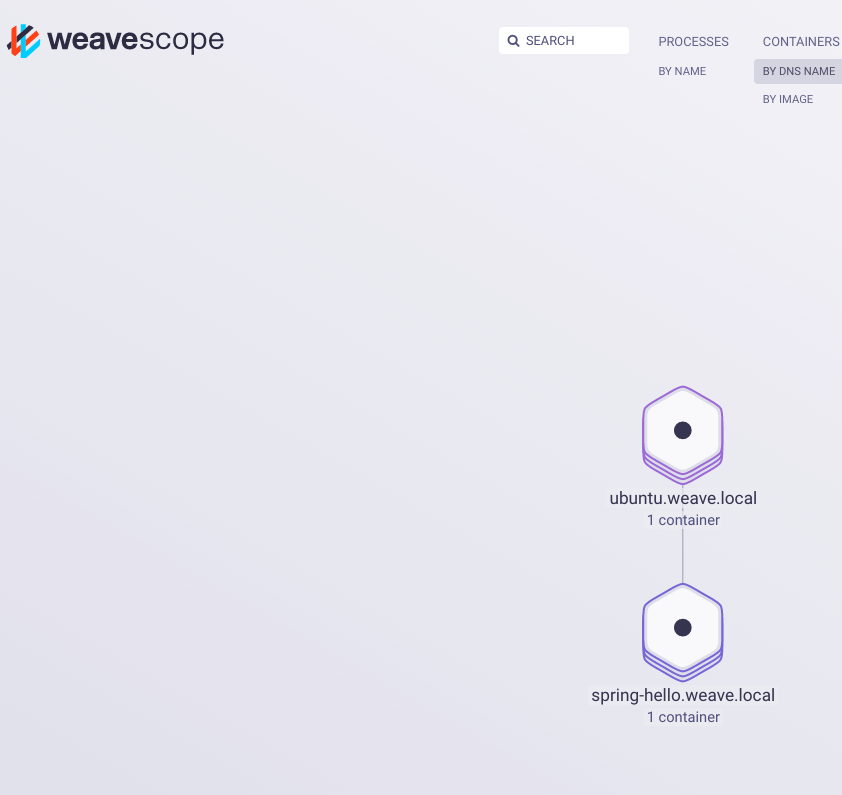 weavescope
SEARCH
PROCESSES
BY NAME
CONTAINERS
BY DNS NAME
BY IMAGE
ubuntu.weave.local
1 container
spring-hello.weave.local
1 container